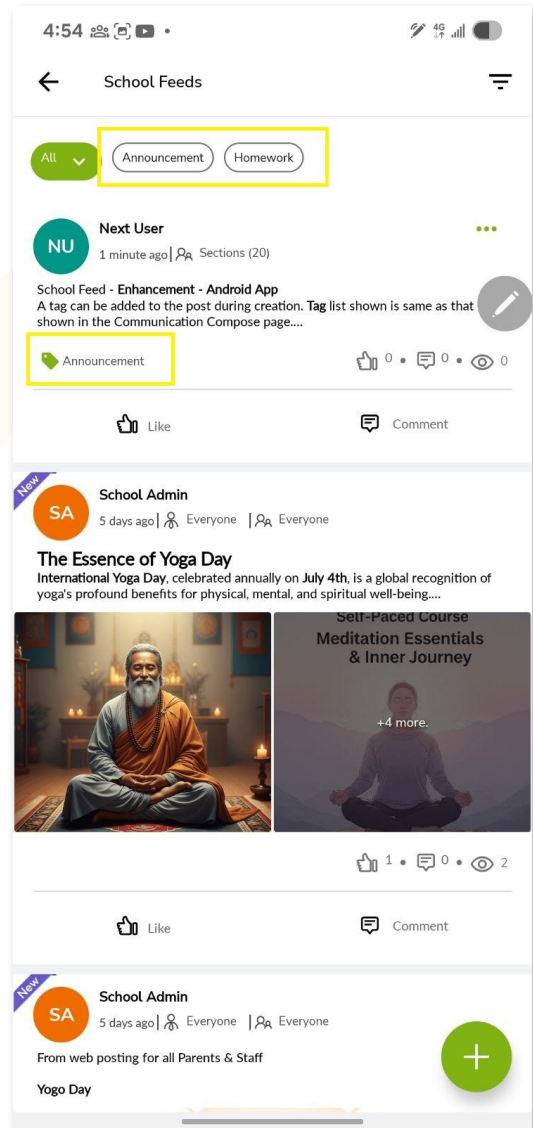 4:54
4G
School Feeds
All
Announcement
Homework
NU
Next User
1 minute ago
Sections (20)
School Feed - Enhancement - Android App
A tag can be added to the post during creation. Tag list shown is same as that
shown in the Communication Compose page....
Announcement
0 • 0 • 0
Like
Comment
New
SA
School Admin
5 days ago | Everyone | Everyone
The Essence of Yoga Day
International Yoga Day, celebrated annually on July 4th, is a global recognition of
yoga's profound benefits for physical, mental, and spiritual well-being....
Self-Paced Course
Meditation Essentials
& Inner Journey
+4 more.
1 • 0 • 2
Like
Comment
New
SA
School Admin
5 days ago | Everyone | Everyone
From web posting for all Parents & Staff
Yogo Day